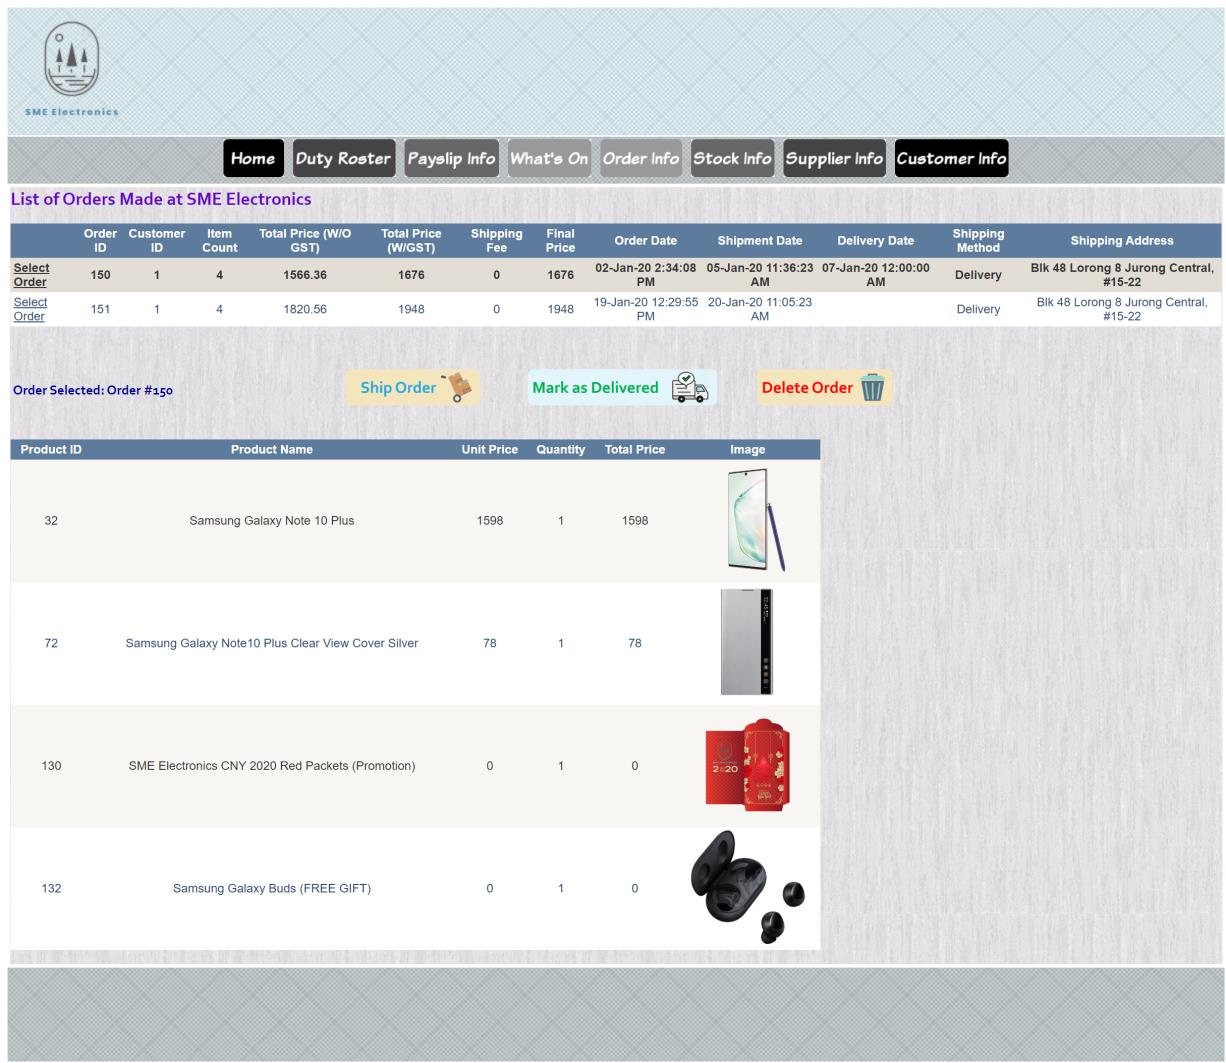 SME Electronics
Home Duty Roster Payslip Info What's On Order Info Stock Info Supplier Info Customer Info
List of Orders Made at SME Electronics
Order ID Customer ID Item Count Total Price (W/O GST) Total Price (W/GST) Shipping Fee Final Price Order Date Shipment Date Delivery Date Shipping Method Shipping Address
Select Order 150 1 4 1566.36 1676 0 1676 02-Jan-20 2:34:08 PM 05-Jan-20 11:36:23 AM 07-Jan-20 12:00:00 AM Delivery Blk 48 Lorong 8 Jurong Central, #15-22
Select Order 151 1 4 1820.56 1948 0 1948 19-Jan-20 12:29:55 PM 20-Jan-20 11:05:23 AM Delivery Blk 48 Lorong 8 Jurong Central, #15-22
Order Selected: Order #150 Ship Order Mark as Delivered Delete Order
Product ID Product Name Unit Price Quantity Total Price Image
32 Samsung Galaxy Note 10 Plus 1598 1 1598
72 Samsung Galaxy Note10 Plus Clear View Cover Silver 78 1 78
130 SME Electronics CNY 2020 Red Packets (Promotion) 0 1 0
132 Samsung Galaxy Buds (FREE GIFT) 0 1 0